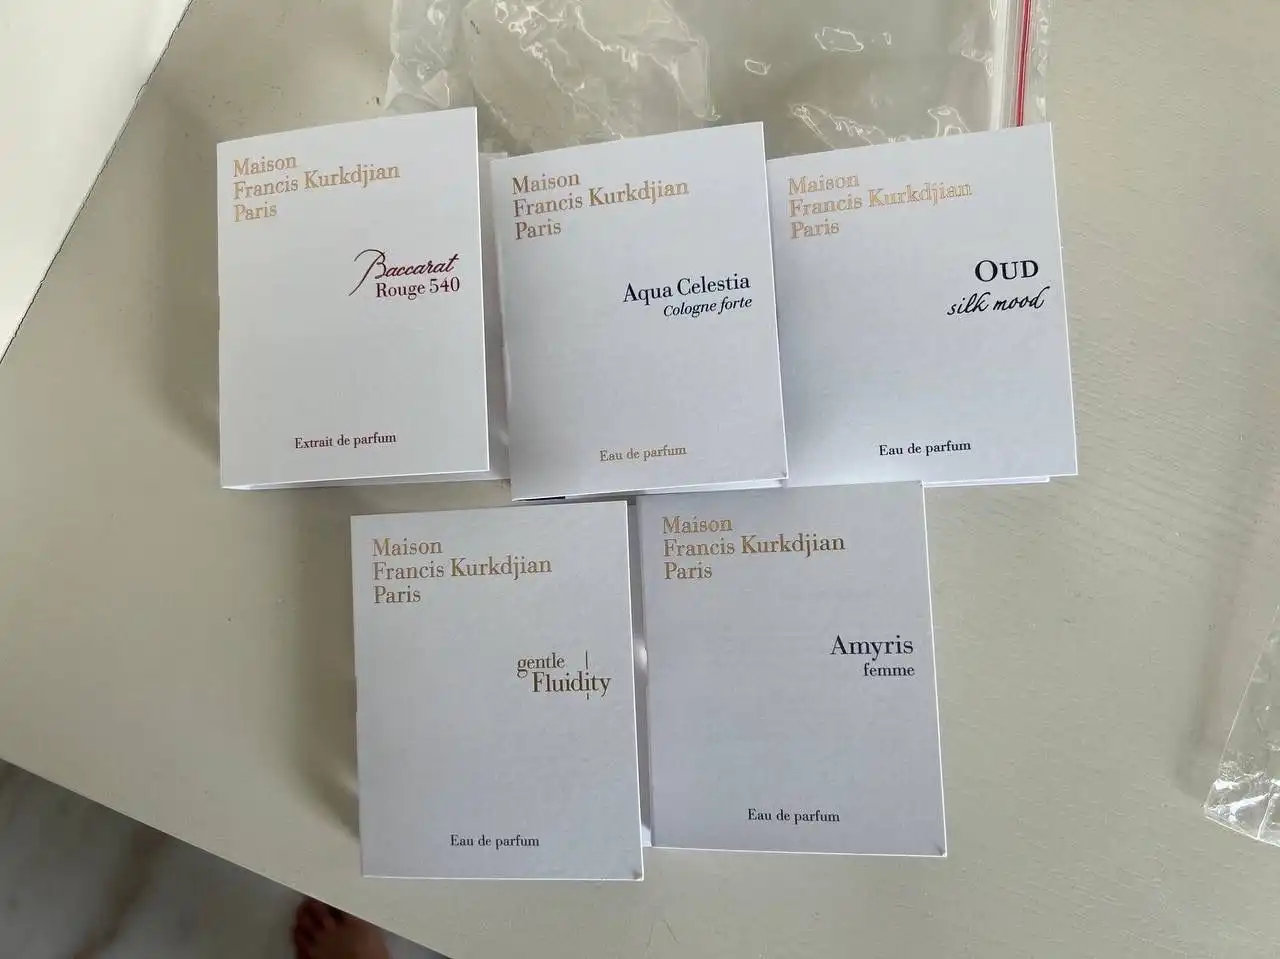 Maison
Francis Kurkdjian
Paris
Baccarat
Rouge 540
Extrait de parfum
Maison
Francis Kurkdjian
Paris
Aqua Celestia
Cologne forte
Eau de parfum
Maison
Francis Kurkdjian
Paris
OUD
silk mood
Eau de parfum
Maison
Francis Kurkdjian
Paris
gentle
Fluidity
Eau de parfum
Maison
Francis Kurkdjian
Paris
Amyris
femme
Eau de parfum